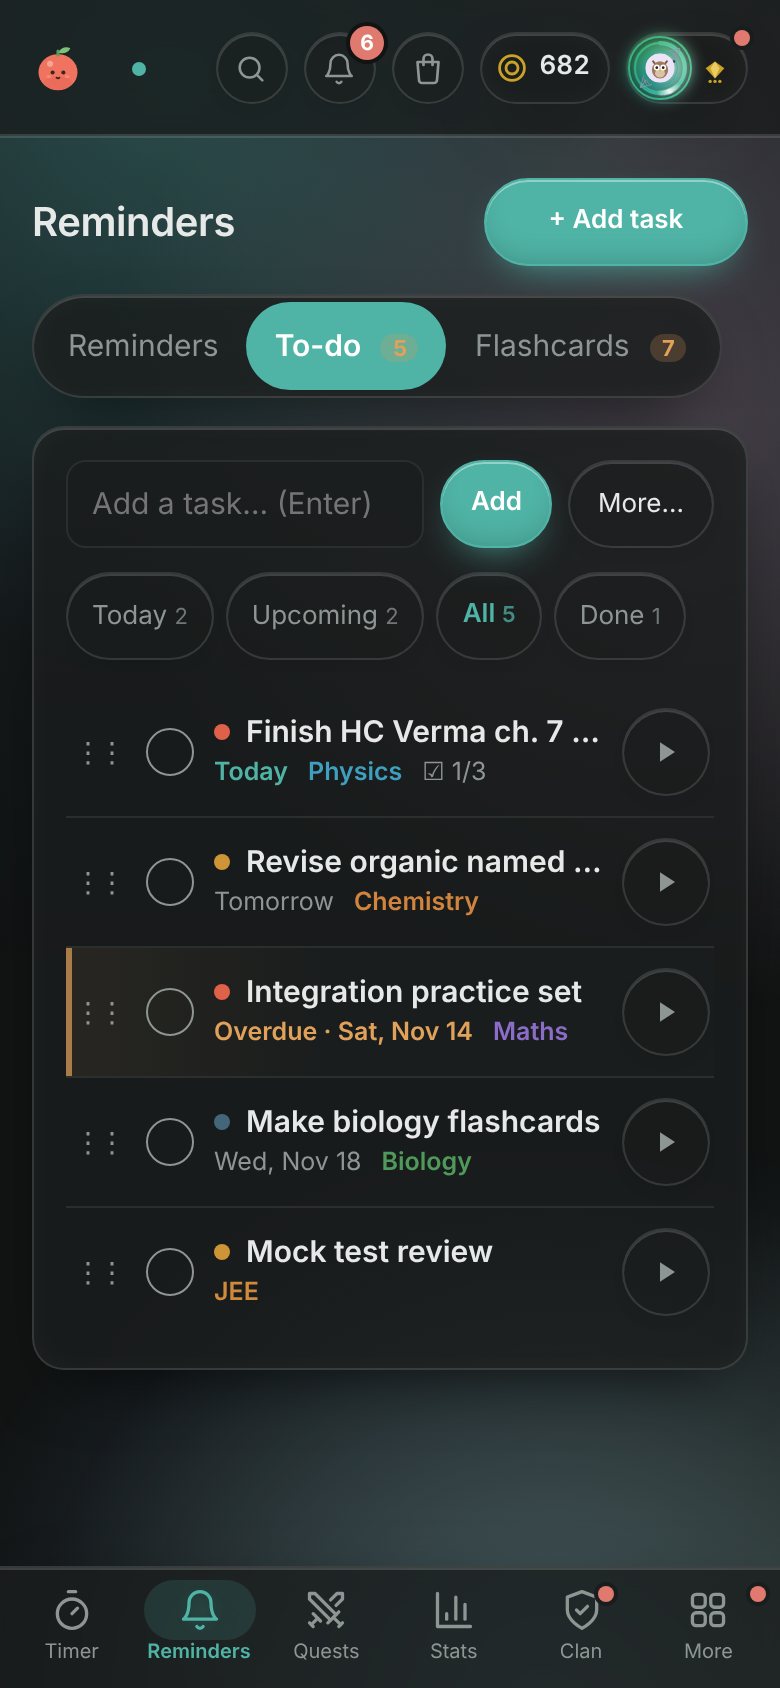 6
682
Reminders
+ Add task
Reminders
To-do 5
Flashcards 7
Add a task... (Enter)
Add
More...
Today 2
Upcoming 2
All 5
Done 1
Finish HC Verma ch. 7 ...
Today Physics ☑ 1/3
Revise organic named ...
Tomorrow Chemistry
Integration practice set
Overdue · Sat, Nov 14 Maths
Make biology flashcards
Wed, Nov 18 Biology
Mock test review
JEE
Timer
Reminders
Quests
Stats
Clan
More